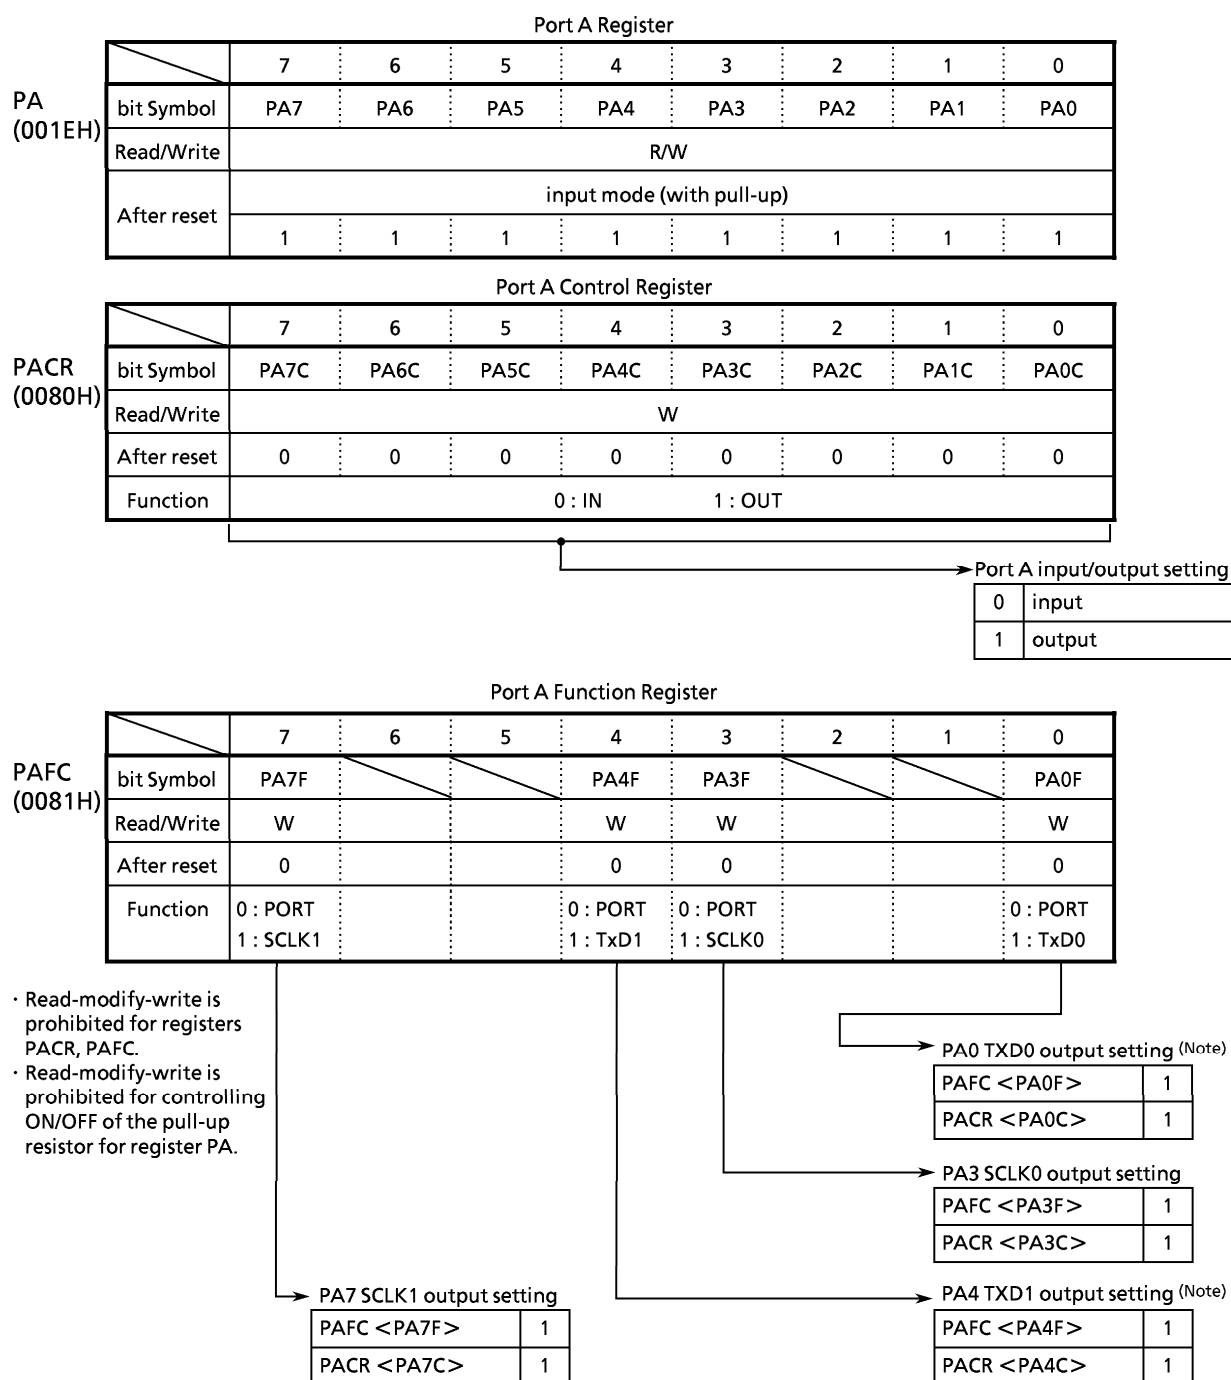 Port A Register
7 6 5 4 3 2 1 0
PA
(001EH)
bit Symbol PA7 PA6 PA5 PA4 PA3 PA2 PA1 PA0
Read/Write R/W
After reset input mode (with pull-up)
1 1 1 1 1 1 1 1
Port A Control Register
7 6 5 4 3 2 1 0
PACR
(0080H)
bit Symbol PA7C PA6C PA5C PA4C PA3C PA2C PA1C PA0C
Read/Write W
After reset 0 0 0 0 0 0 0 0
Function 0 : IN 1 : OUT
Port A input/output setting
0 input
1 output
Port A Function Register
7 6 5 4 3 2 1 0
PAFC
(0081H)
bit Symbol PA7F PA4F PA3F PA0F
Read/Write W W W W
After reset 0 0 0 0
Function 0 : PORT 0 : PORT 0 : PORT 0 : PORT
1 : SCLK1 1 : TxD1 1 : SCLK0 1 : TxD0
· Read-modify-write is
prohibited for registers
PACR, PAFC.
· Read-modify-write is
prohibited for controlling
ON/OFF of the pull-up
resistor for register PA.
PA0 TXD0 output setting (Note)
PAFC <PA0F> 1
PACR <PA0C> 1
PA3 SCLK0 output setting
PAFC <PA3F> 1
PACR <PA3C> 1
PA7 SCLK1 output setting
PAFC <PA7F> 1
PACR <PA7C> 1
PA4 TXD1 output setting (Note)
PAFC <PA4F> 1
PACR <PA4C> 1